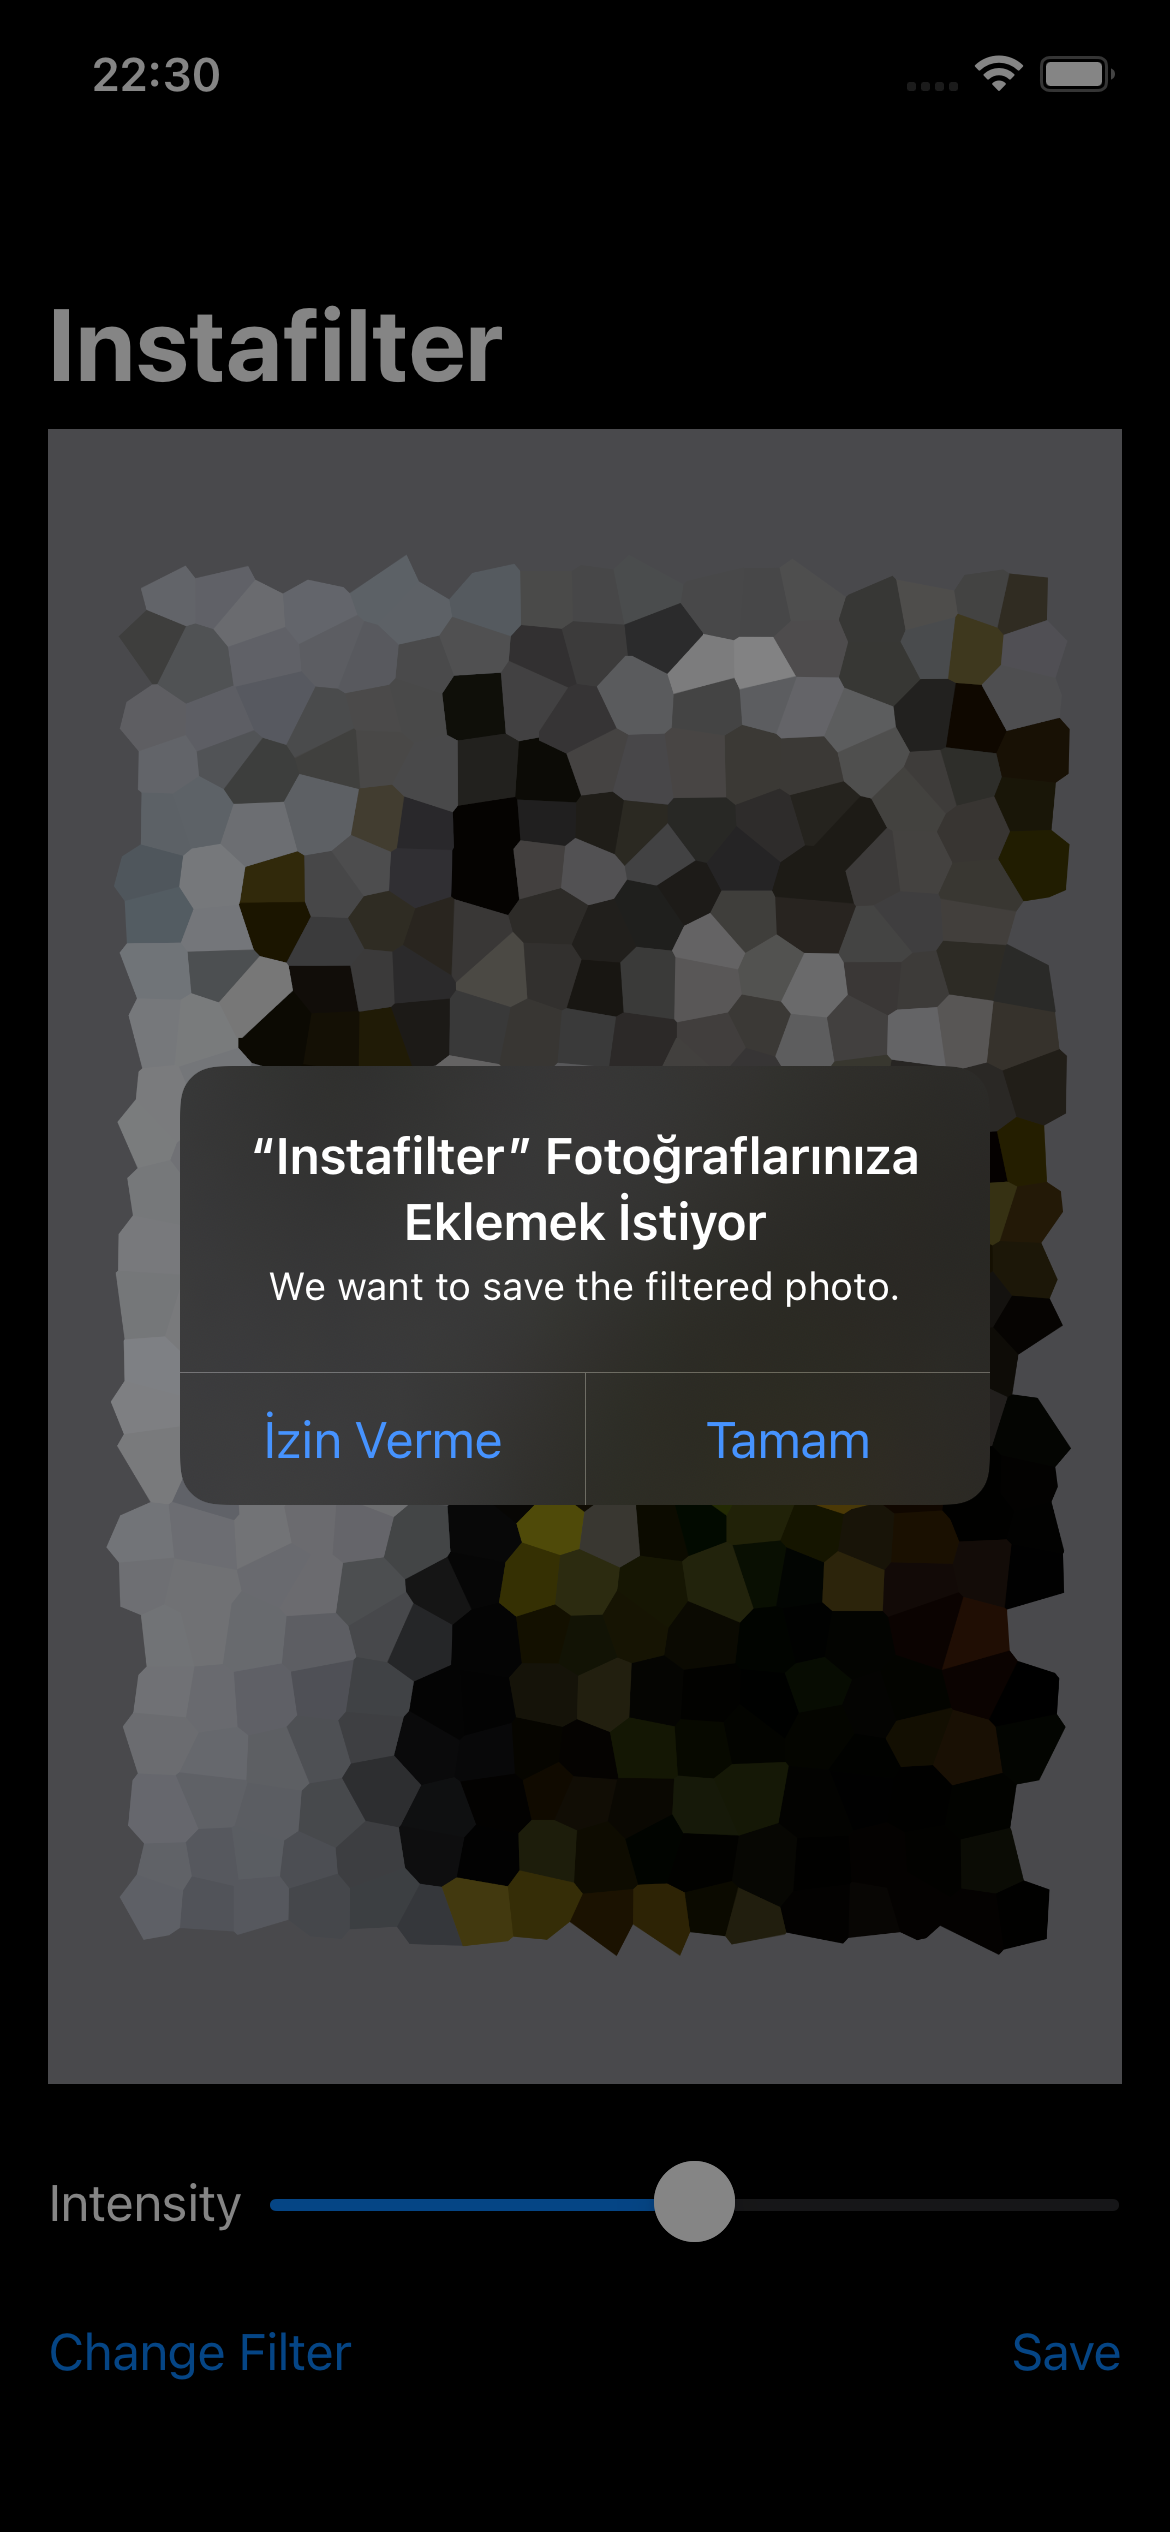 22:30
Instafilter
“Instafilter” Fotoğraflarınıza
Eklemek İstiyor
We want to save the filtered photo.
İzin Verme
Tamam
Intensity
Change Filter
Save